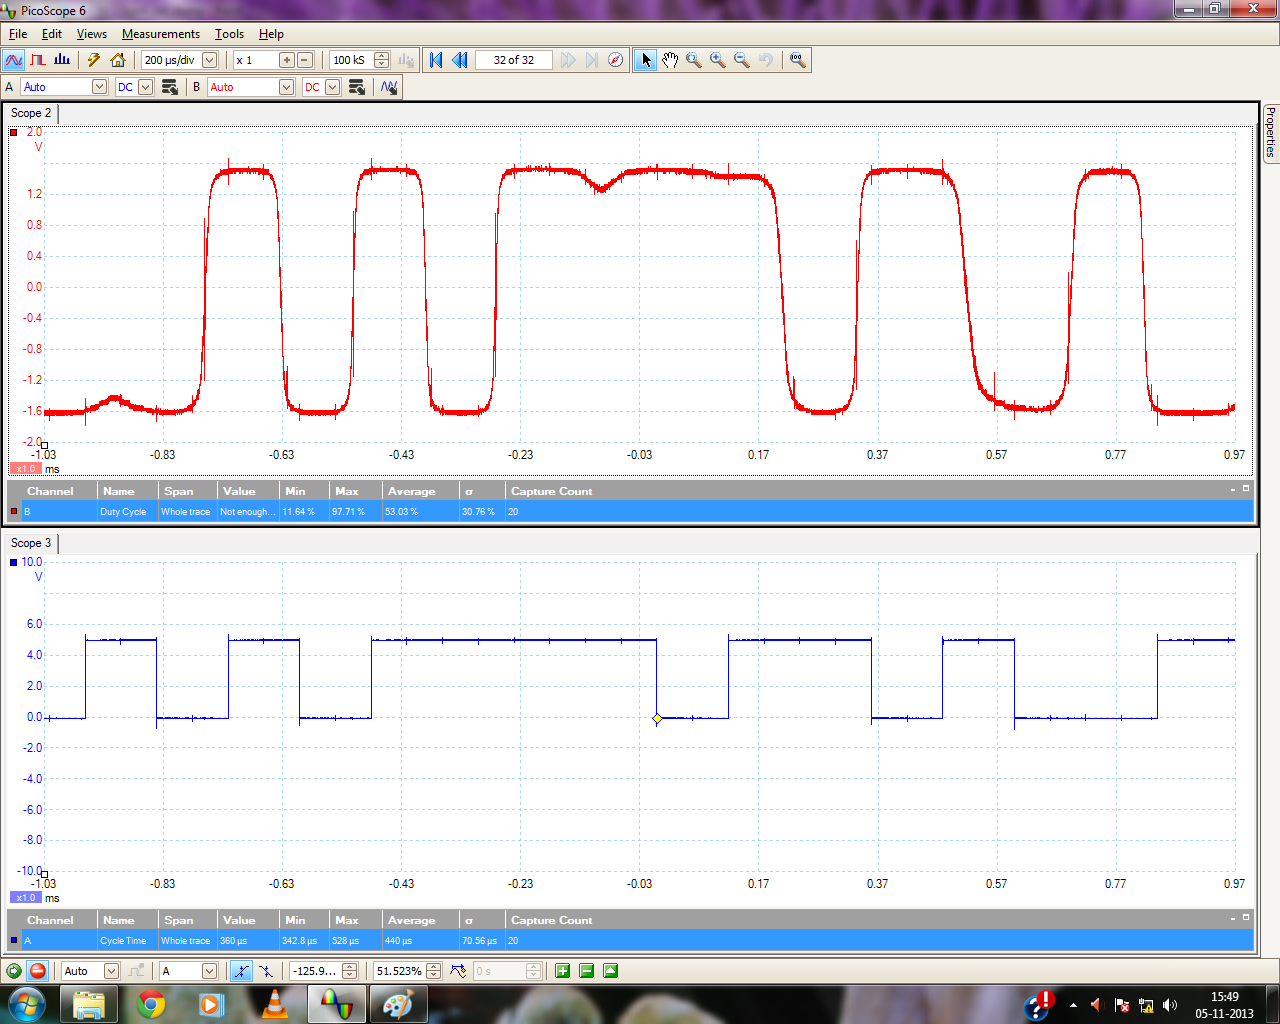 PicoScope 6
File Edit Views Measurements Tools Help
200 µs/div x 1 100 kS 32 of 32
A Auto DC B Auto DC
Scope 2
Properties
2.0
V
1.2
0.8
0.4
0.0
-0.4
-0.8
-1.2
-1.6
-2.0
-1.03 -0.83 -0.63 -0.43 -0.23 -0.03 0.17 0.37 0.57 0.77 0.97
x1.0 ms
Channel Name Span Value Min Max Average σ Capture Count
B Duty Cycle Whole trace Not enough... 11.64 % 97.71 % 53.03 % 30.76 % 20
Scope 3
10.0
V
6.0
4.0
2.0
0.0
-2.0
-4.0
-6.0
-8.0
-10.0
-1.03 -0.83 -0.63 -0.43 -0.23 -0.03 0.17 0.37 0.57 0.77 0.97
x1.0 ms
Channel Name Span Value Min Max Average σ Capture Count
A Cycle Time Whole trace 360 µs 342.8 µs 528 µs 440 µs 70.56 µs 20
Auto A -125.9... 51.523% 0 s
15:49
05-11-2013